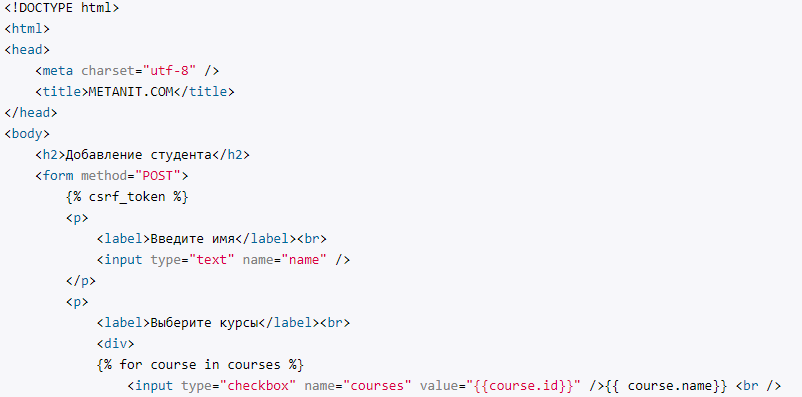 <!DOCTYPE html>
<html>
<head>
    <meta charset="utf-8" />
    <title>METANIT.COM</title>
</head>
<body>
    <h2>Добавление студента</h2>
    <form method="POST">
        {% csrf_token %}
        <p>
            <label>Введите имя</label><br>
            <input type="text" name="name" />
        </p>
        <p>
            <label>Выберите курсы</label><br>
            <div>
            {% for course in courses %}
                <input type="checkbox" name="courses" value="{{course.id}}" />{{ course.name}} <br />